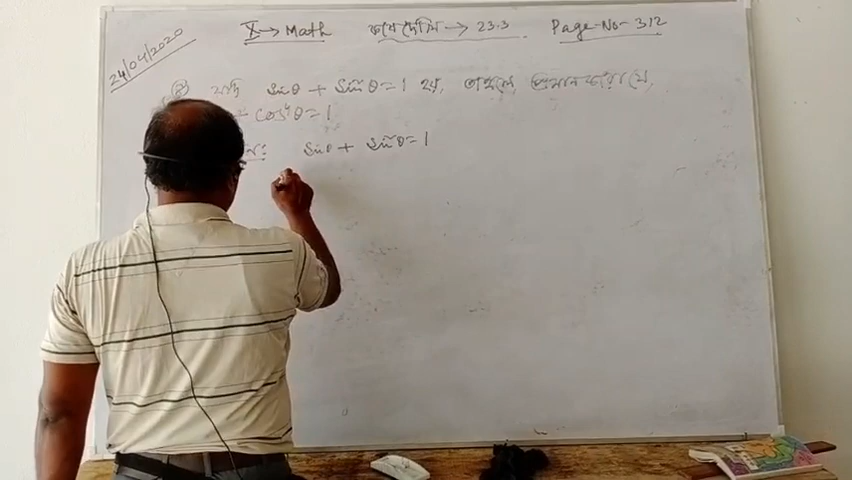 24/04/2020
X → Math কষে দেখি → 23.3 Page-No- 312
⑧ যদি sinθ + sin²θ = 1 হয়, তাহলে, প্রমাণ করো যে,
cos⁴θ = 1
sinθ + sin²θ = 1